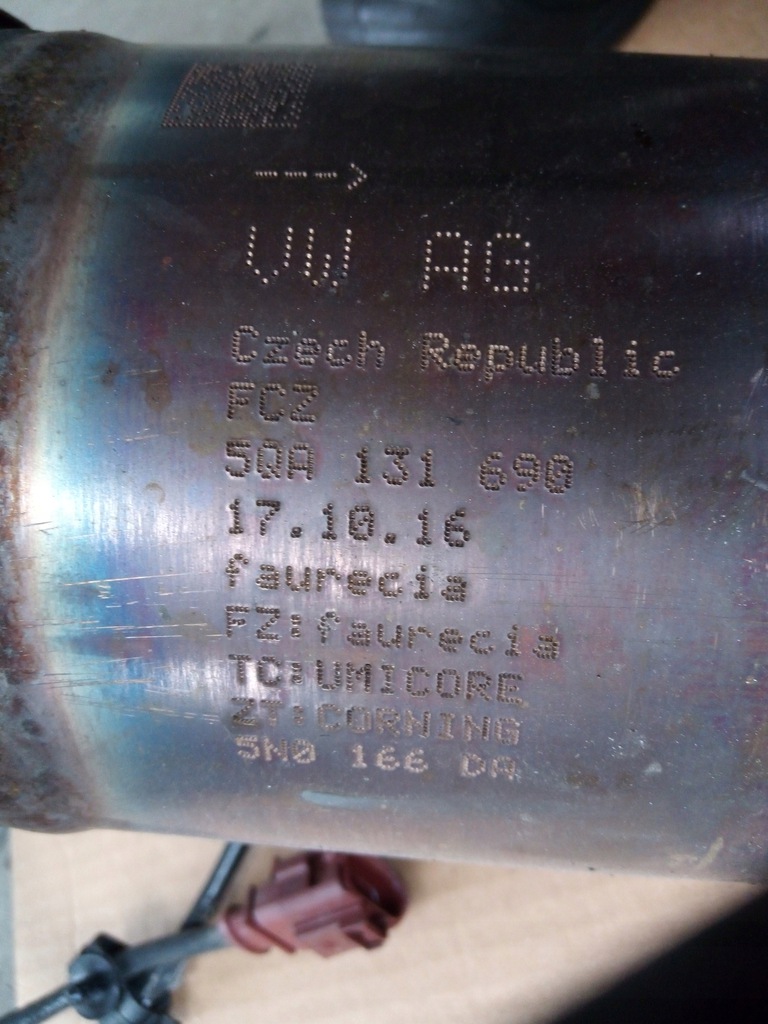 --->
VW AG
Czech Republic
FCZ
5QA 131 690
17.10.16
faurecia
FZ:faurecia
TC:UMICORE
ZT:CORNING
5N0 166 DA